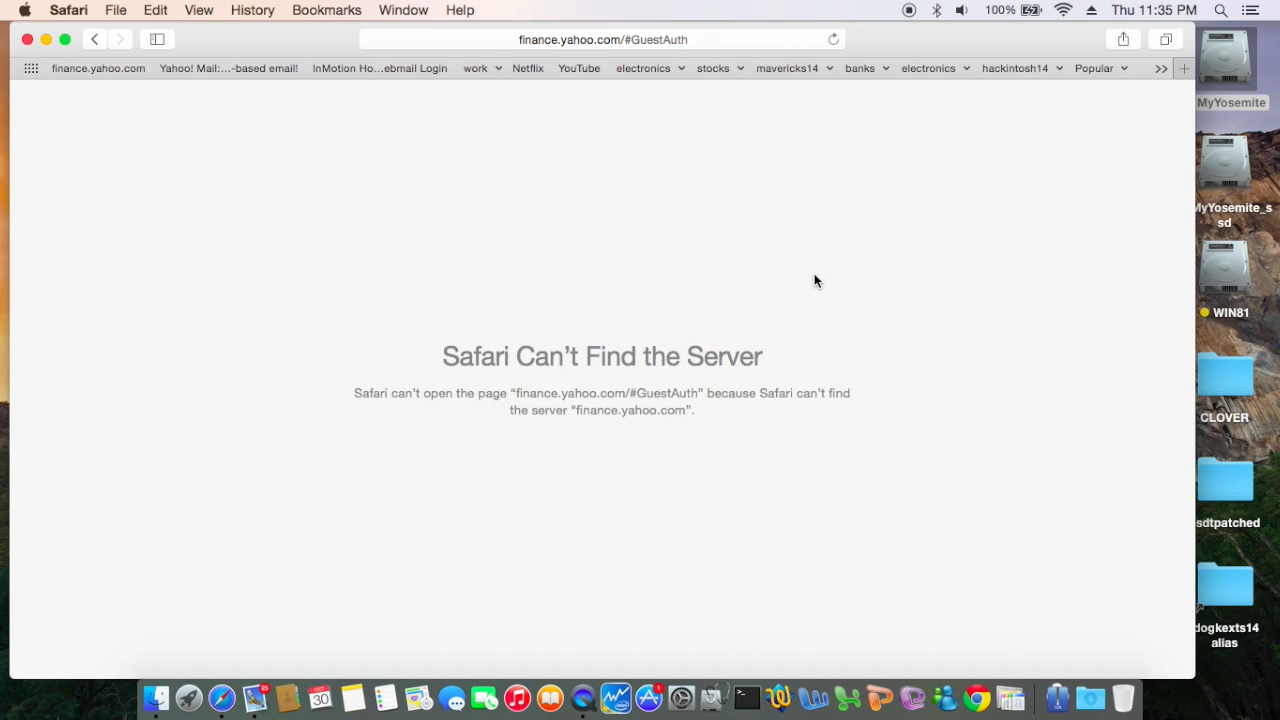 Safari File Edit View History Bookmarks Window Help 100% Thu 11:35 PM
finance.yahoo.com/#GuestAuth
finance.yahoo.com Yahoo! Mail:...-based email! InMotion Ho...ebmail Login work Netflix YouTube electronics stocks mavericks14 banks electronics hackintosh14 Popular
MyYosemite
MyYosemite_s
sd
WIN81
Safari Can't Find the Server
Safari can't open the page “finance.yahoo.com/#GuestAuth” because Safari can't find
the server “finance.yahoo.com”.
CLOVER
sdtpatched
dogkexts14
alias
OCT
30